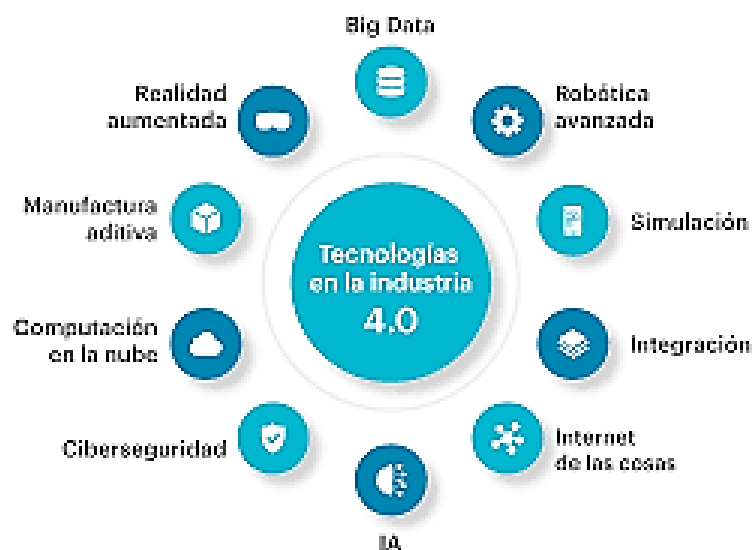 Big Data
Robótica
avanzada
Simulación
Integración
Internet
de las cosas
IA
Ciberseguridad
Computación
en la nube
Manufactura
aditiva
Realidad
aumentada
Tecnologías
en la industria
4.0